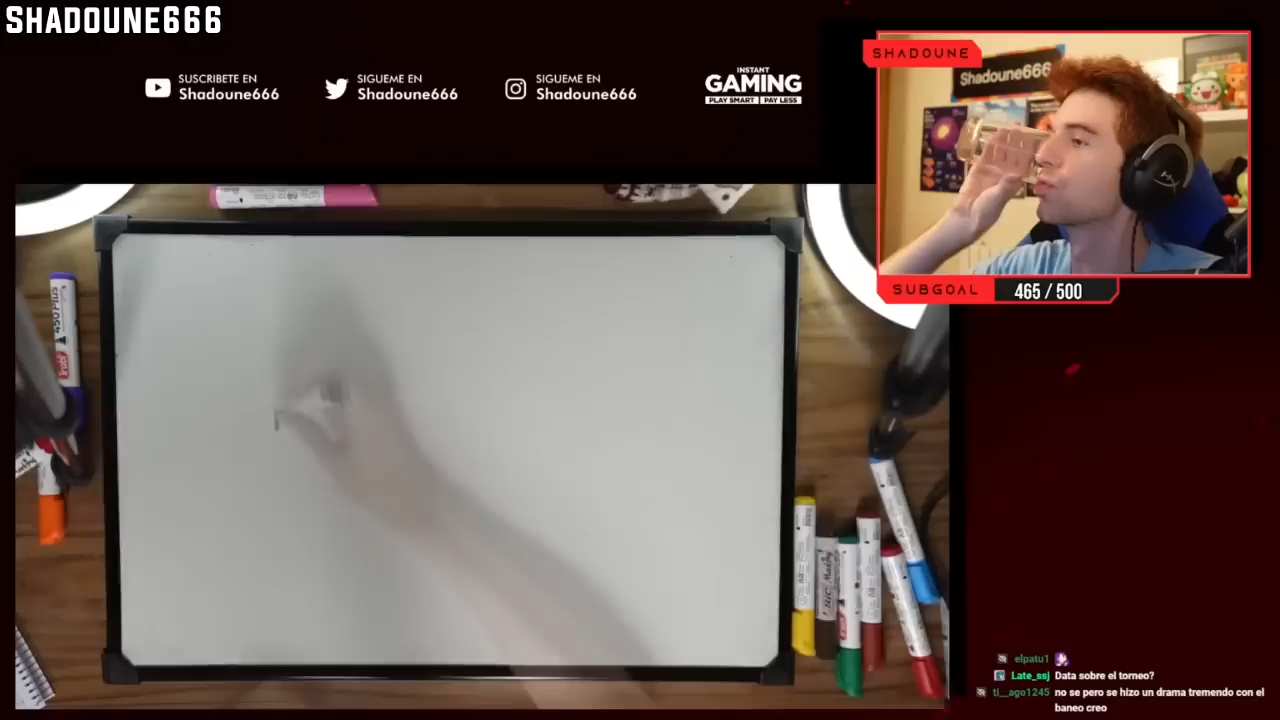 SHADOUNE666
SUSCRIBETE EN
Shadoune666
SIGUEME EN
Shadoune666
SIGUEME EN
Shadoune666
INSTANT
GAMING
PLAY SMART | PAY LESS
SHADOUNE
Shadoune666
SUBGOAL 465 / 500
450 Plus
elpatu1
Late_ssj Data sobre el torneo?
ti__ago1245 no se pero se hizo un drama tremendo con el
baneo creo